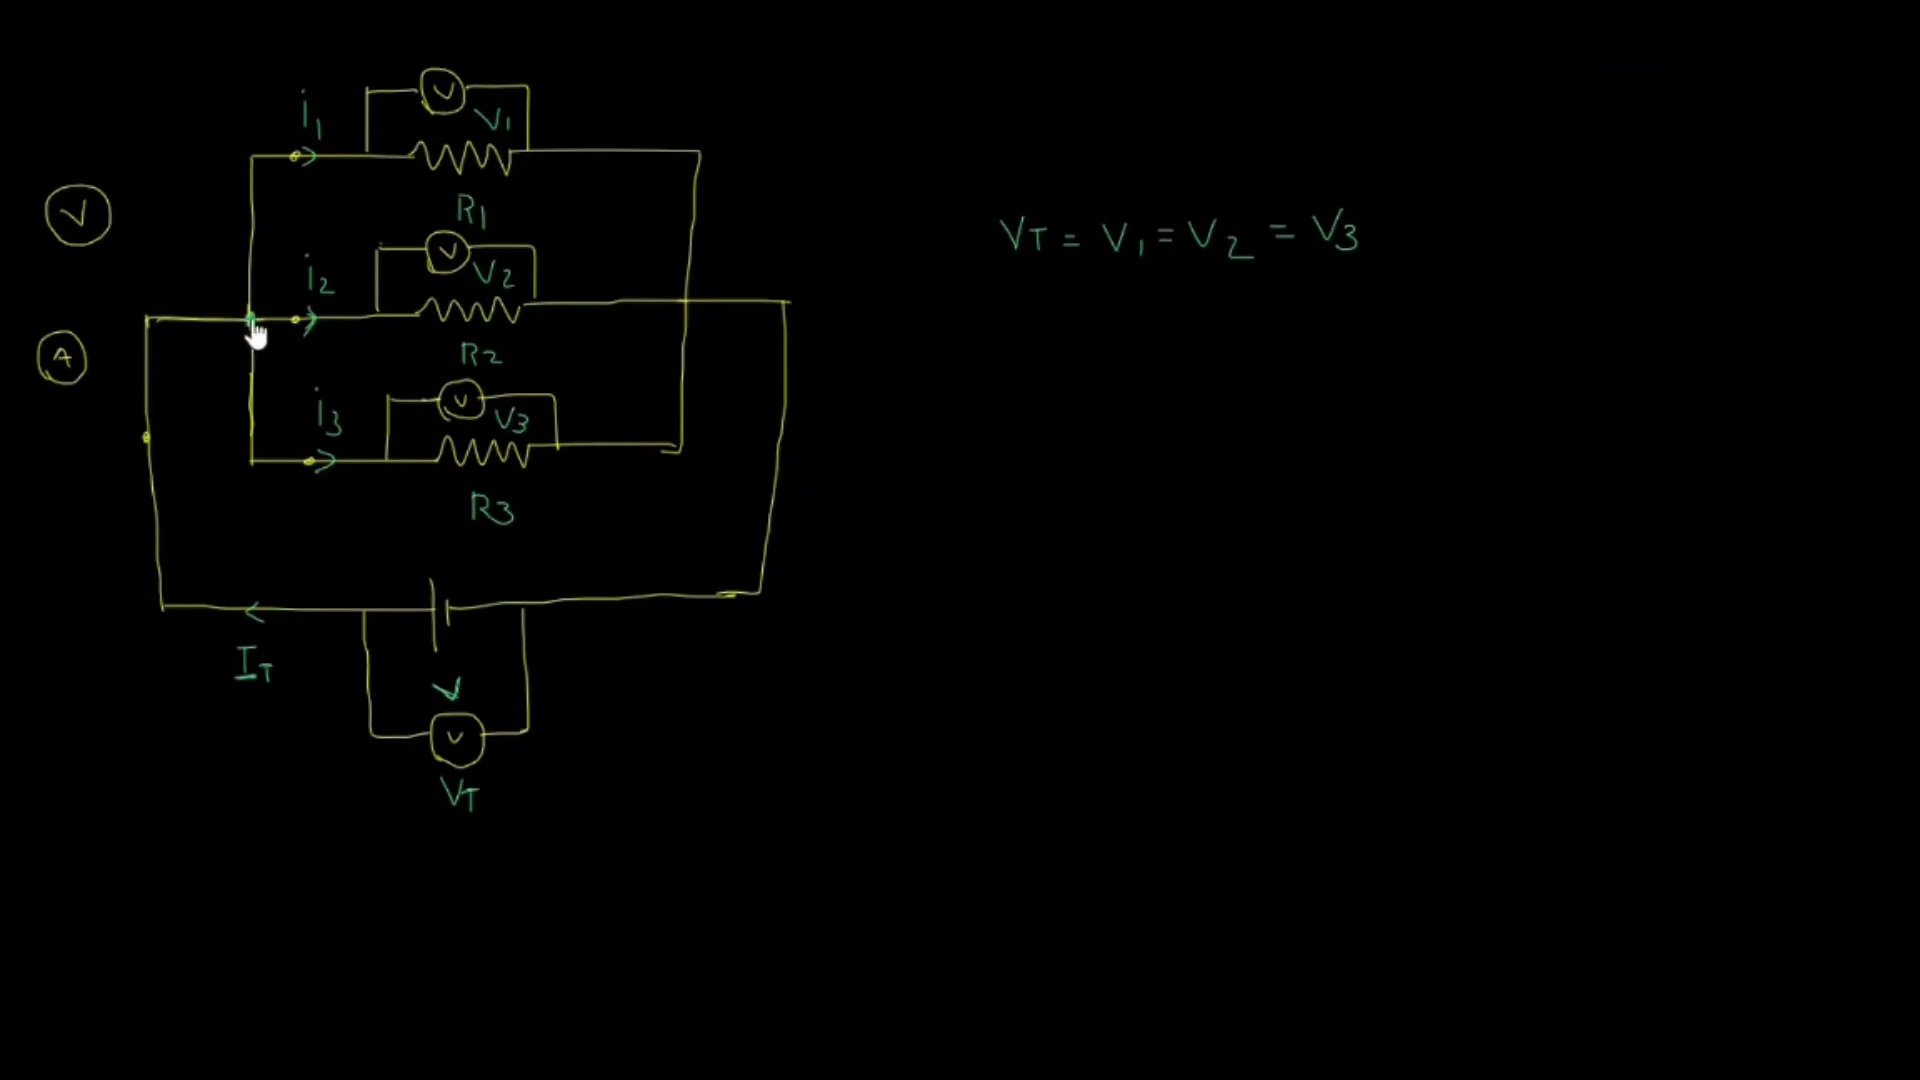 V
i1
V1
R1
V
A
i2
V
V2
R2
VT = V1 = V2 = V3
i3
V
V3
R3
IT
V
V
VT